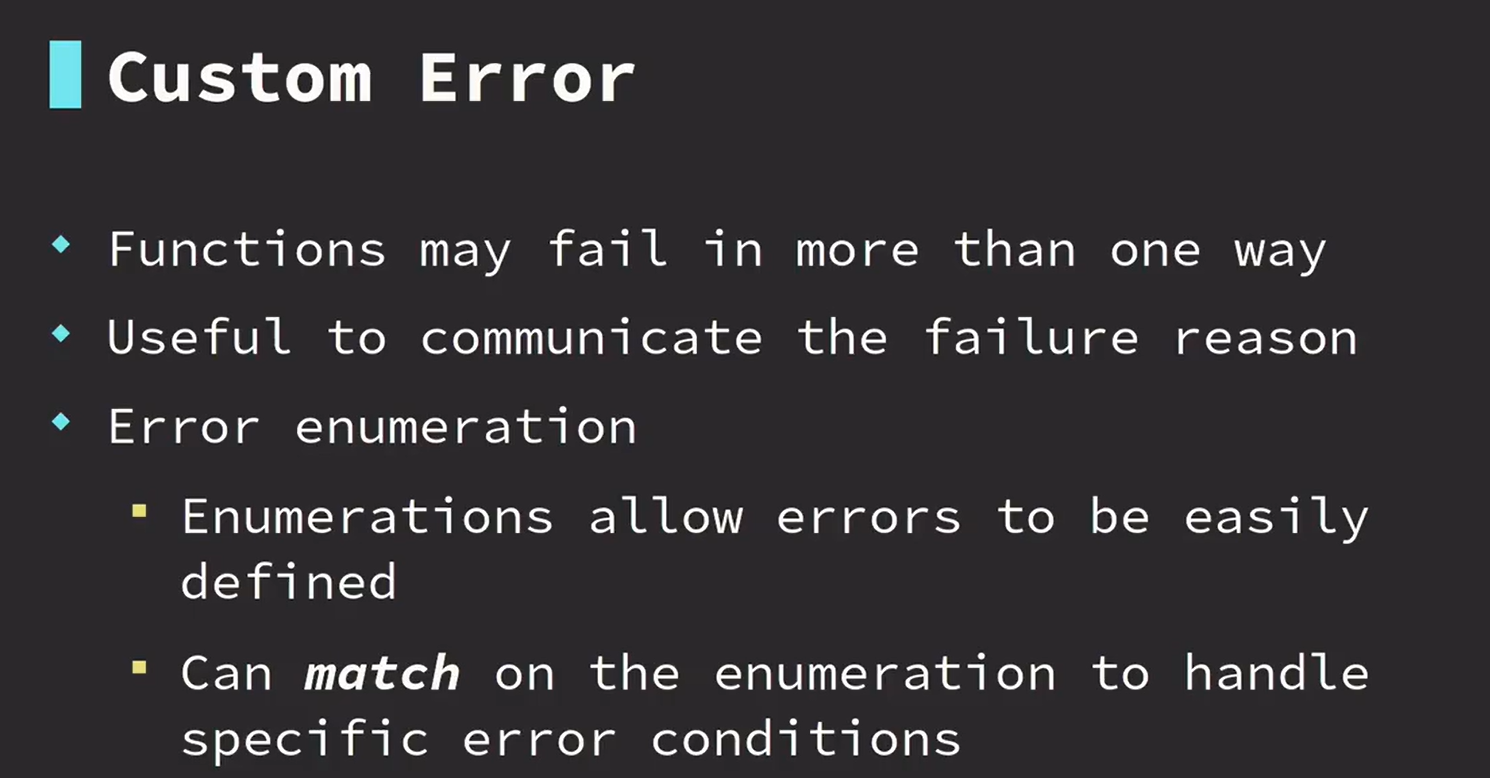 Custom Error
Functions may fail in more than one way
Useful to communicate the failure reason
Error enumeration
Enumerations allow errors to be easily
defined
Can match on the enumeration to handle
specific error conditions